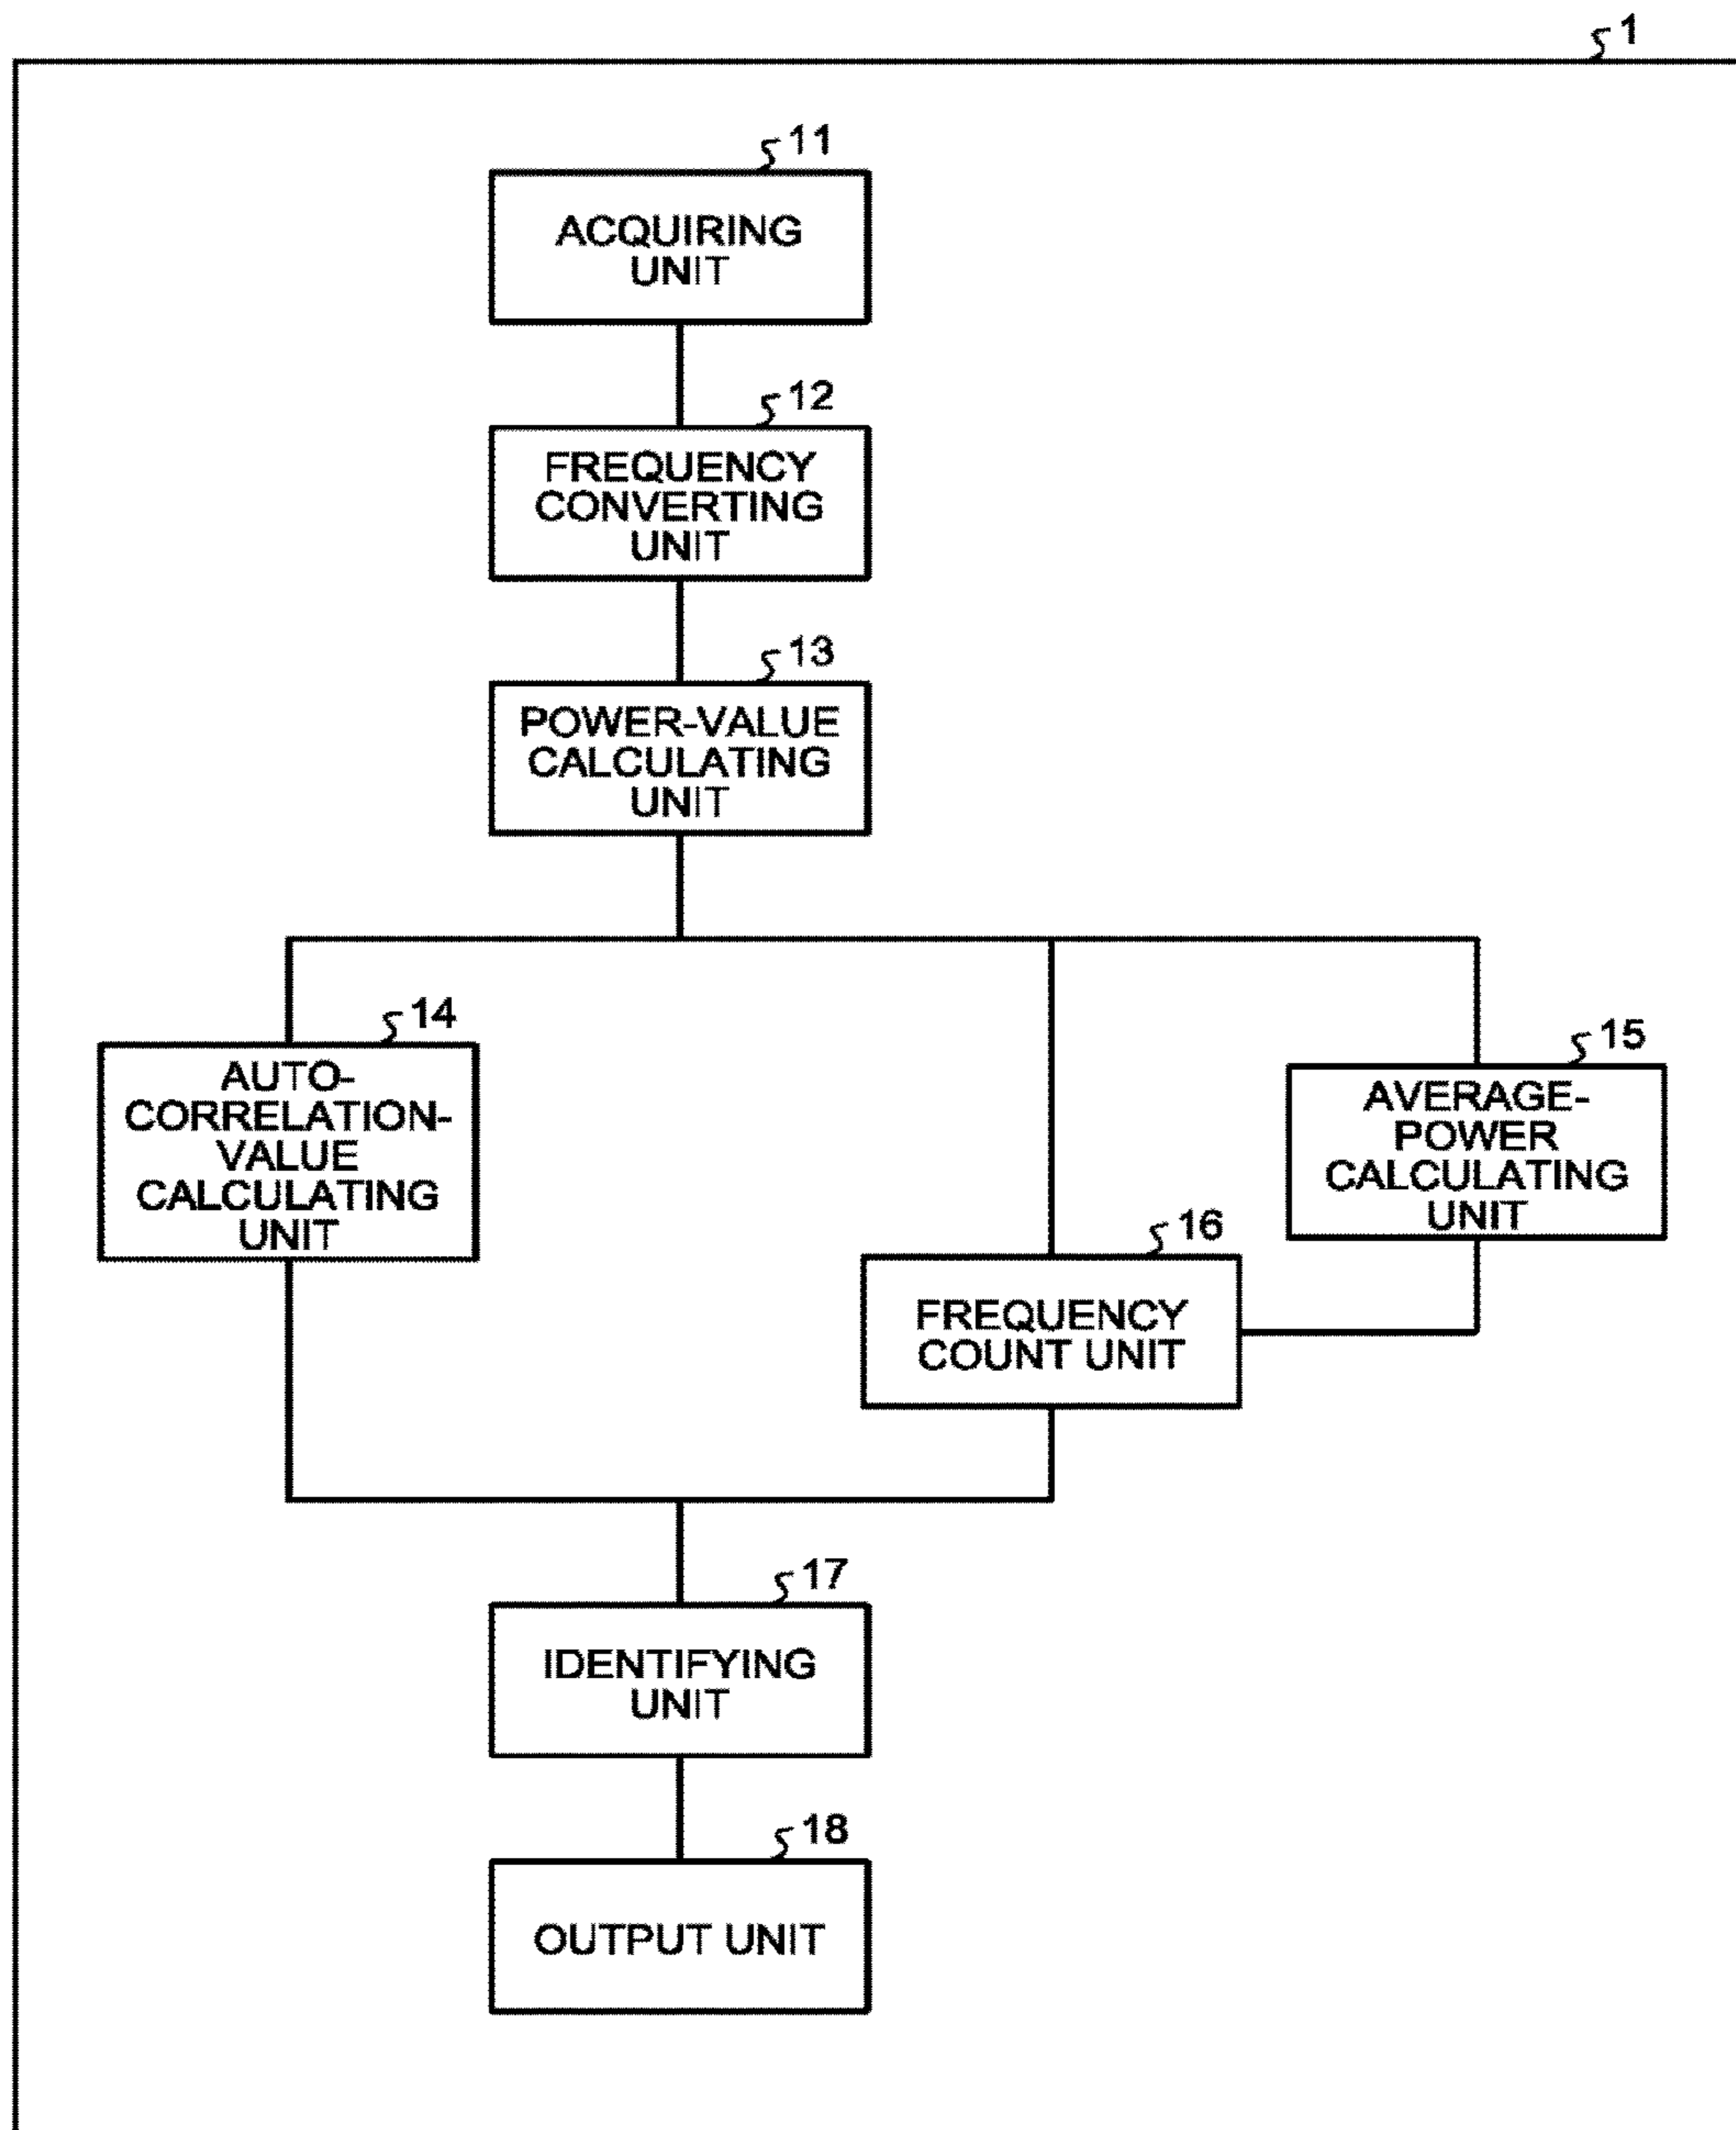 1
11
ACQUIRING
UNIT
12
FREQUENCY
CONVERTING
UNIT
13
POWER-VALUE
CALCULATING
UNIT
14
AUTO-
CORRELATION-
VALUE
CALCULATING
UNIT
15
AVERAGE-
POWER
CALCULATING
UNIT
16
FREQUENCY
COUNT UNIT
17
IDENTIFYING
UNIT
18
OUTPUT UNIT